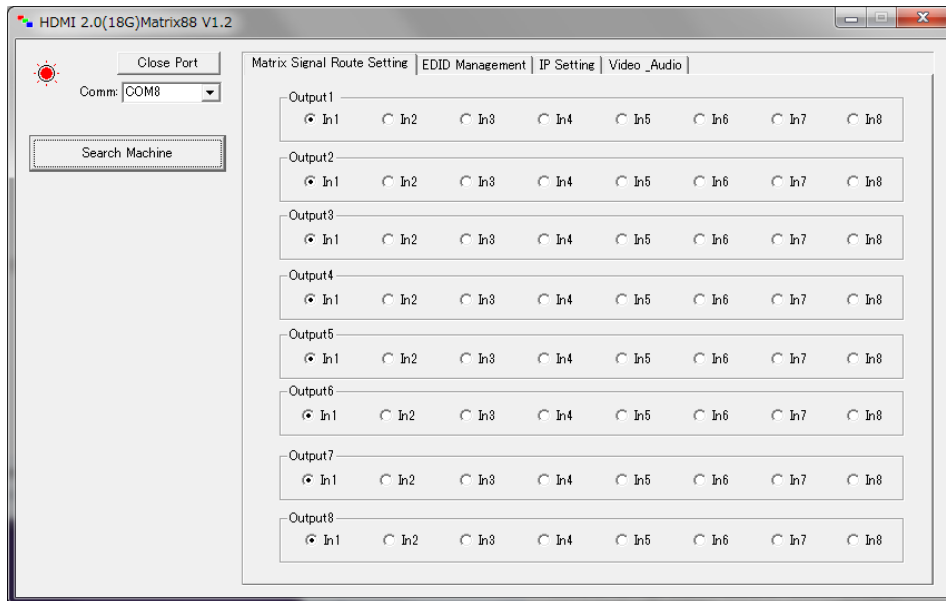 HDMI 2.0(18G)Matrix88 V1.2
Close Port
Comm: COM8
Search Machine
Matrix Signal Route Setting EDID Management IP Setting Video _Audio
Output1
In1 In2 In3 In4 In5 In6 In7 In8
Output2
In1 In2 In3 In4 In5 In6 In7 In8
Output3
In1 In2 In3 In4 In5 In6 In7 In8
Output4
In1 In2 In3 In4 In5 In6 In7 In8
Output5
In1 In2 In3 In4 In5 In6 In7 In8
Output6
In1 In2 In3 In4 In5 In6 In7 In8
Output7
In1 In2 In3 In4 In5 In6 In7 In8
Output8
In1 In2 In3 In4 In5 In6 In7 In8